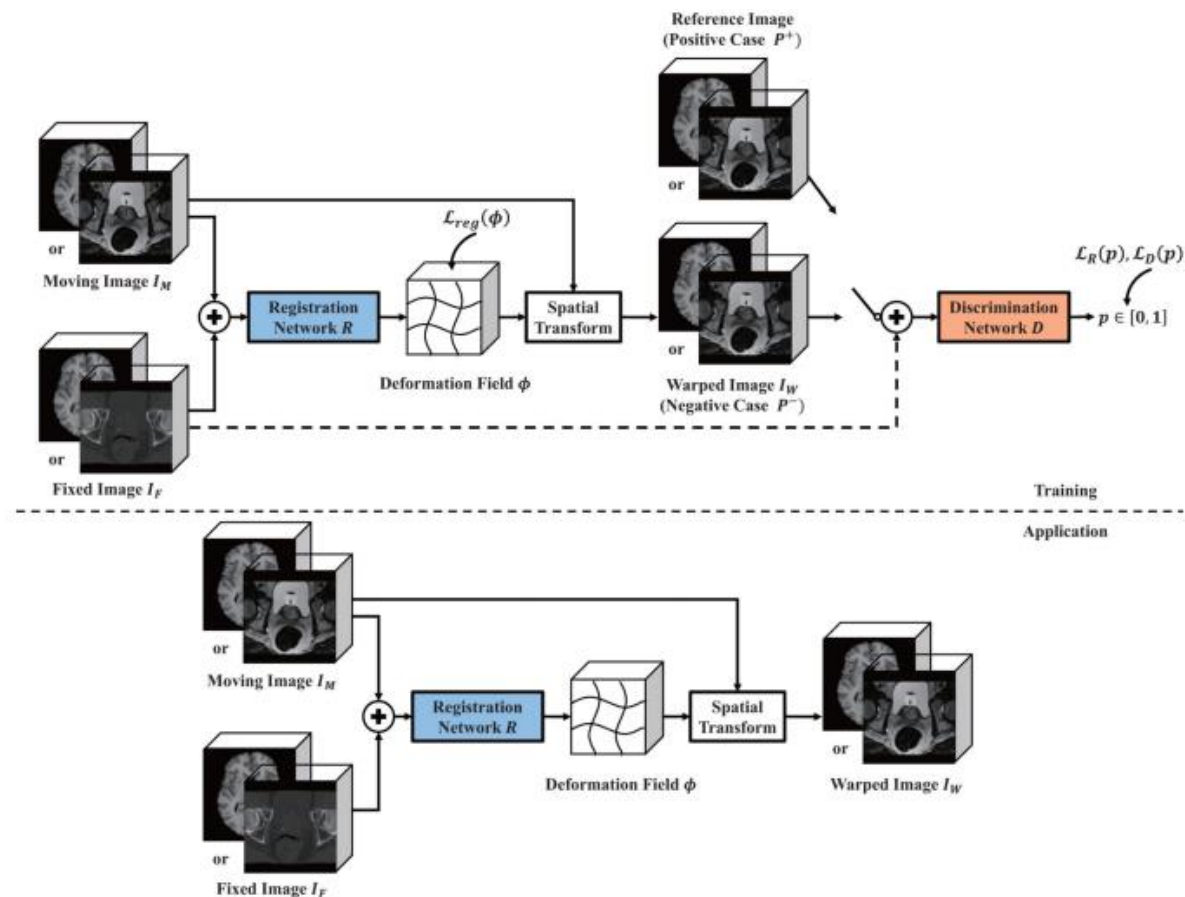 Reference Image
(Positive Case P⁺)
or
or
Moving Image I_M
ℒ_reg(ϕ)
Registration
Network R
Deformation Field ϕ
Spatial
Transform
or
Warped Image I_W
(Negative Case P⁻)
ℒ_R(p), ℒ_D(p)
Discrimination
Network D
p ∈ [0, 1]
or
Fixed Image I_F
Training
Application
or
Moving Image I_M
Registration
Network R
Deformation Field ϕ
Spatial
Transform
or
Warped Image I_W
or
Fixed Image I_F